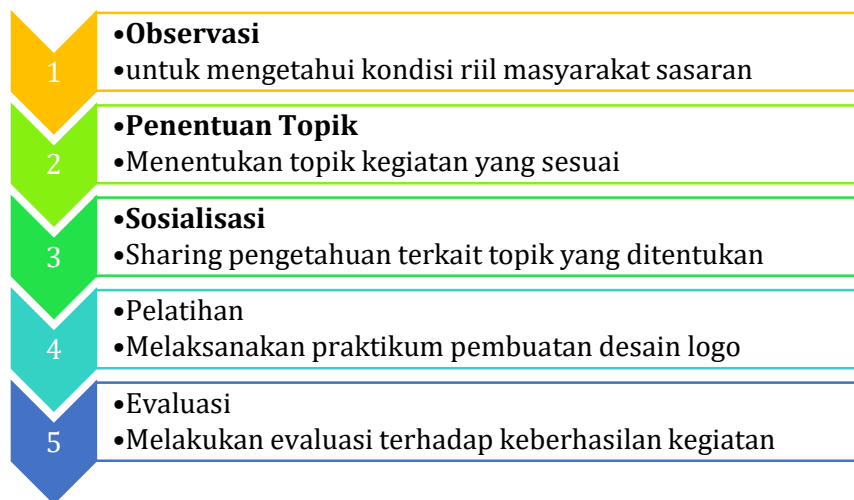 1
•Observasi
•untuk mengetahui kondisi riil masyarakat sasaran
2
•Penentuan Topik
•Menentukan topik kegiatan yang sesuai
3
•Sosialisasi
•Sharing pengetahuan terkait topik yang ditentukan
4
•Pelatihan
•Melaksanakan praktikum pembuatan desain logo
5
•Evaluasi
•Melakukan evaluasi terhadap keberhasilan kegiatan